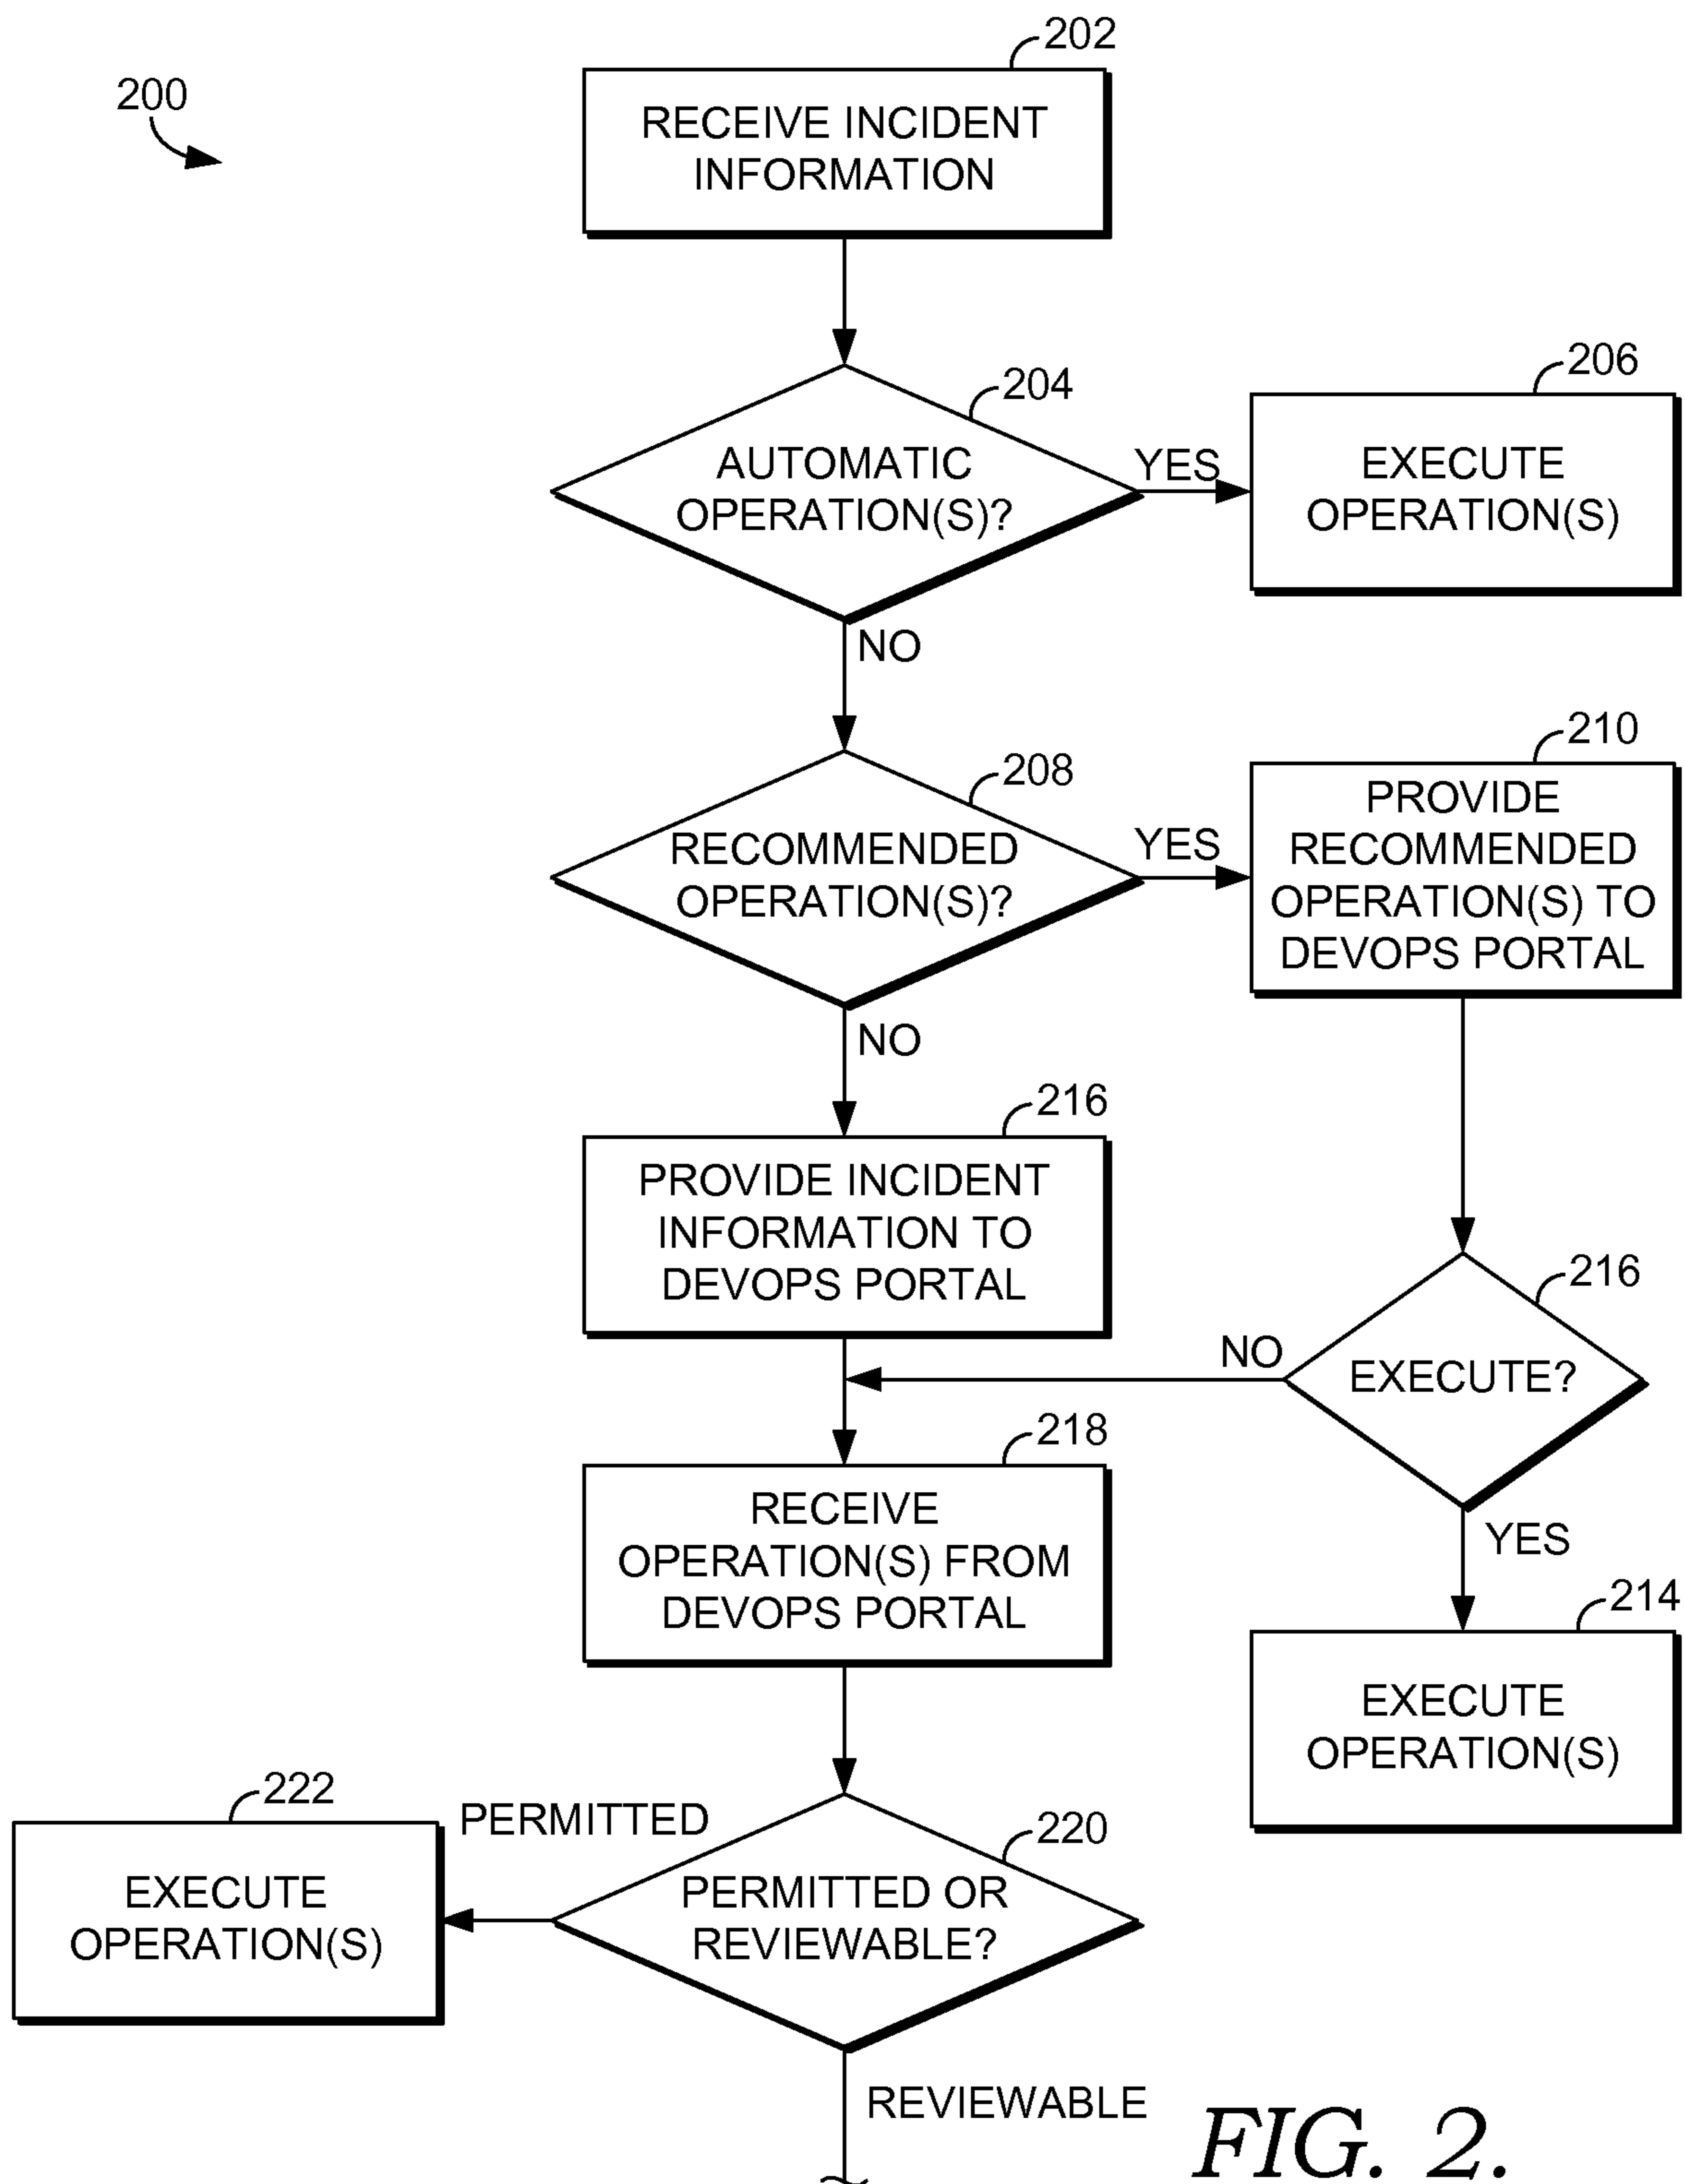 200
202
RECEIVE INCIDENT
INFORMATION
204
AUTOMATIC
OPERATION(S)?
YES
206
EXECUTE
OPERATION(S)
NO
208
RECOMMENDED
OPERATION(S)?
YES
210
PROVIDE
RECOMMENDED
OPERATION(S) TO
DEVOPS PORTAL
NO
216
PROVIDE INCIDENT
INFORMATION TO
DEVOPS PORTAL
216
EXECUTE?
NO
YES
214
EXECUTE
OPERATION(S)
218
RECEIVE
OPERATION(S) FROM
DEVOPS PORTAL
220
PERMITTED OR
REVIEWABLE?
PERMITTED
222
EXECUTE
OPERATION(S)
REVIEWABLE
FIG. 2.